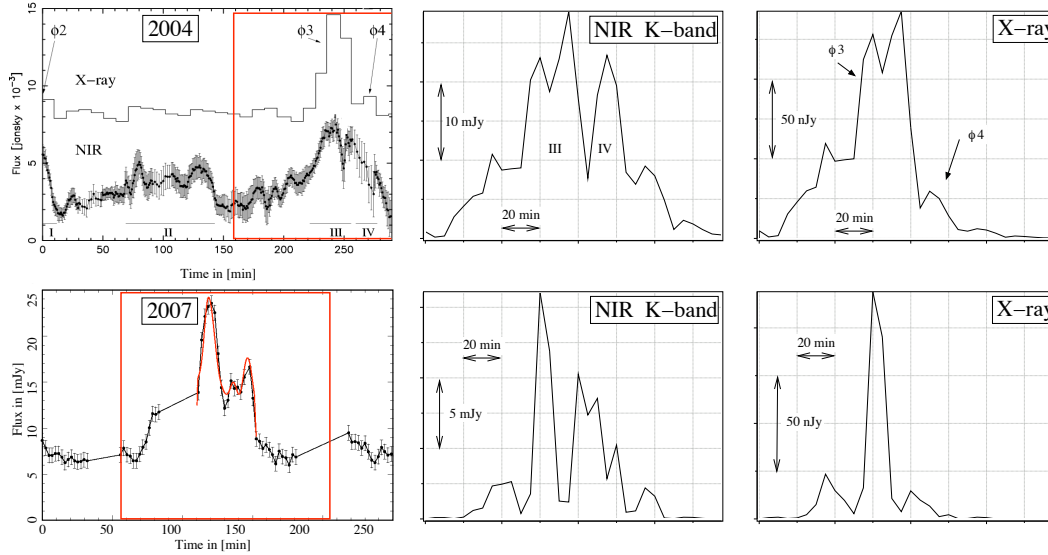 2004
ϕ2
ϕ3
ϕ4
X-ray
NIR
Flux [jansky x 10⁻³]
15
10
5
1
I
II
III
IV
0
50
100
150
200
250
Time in [min]
NIR K-band
10 mJy
III
IV
20 min
X-ray
ϕ3
50 nJy
ϕ4
20 min
2007
Flux in [mJy]
25
20
15
10
5
0
0
50
100
150
200
250
Time in [min]
NIR K-band
20 min
5 mJy
X-ray
20 min
50 nJy